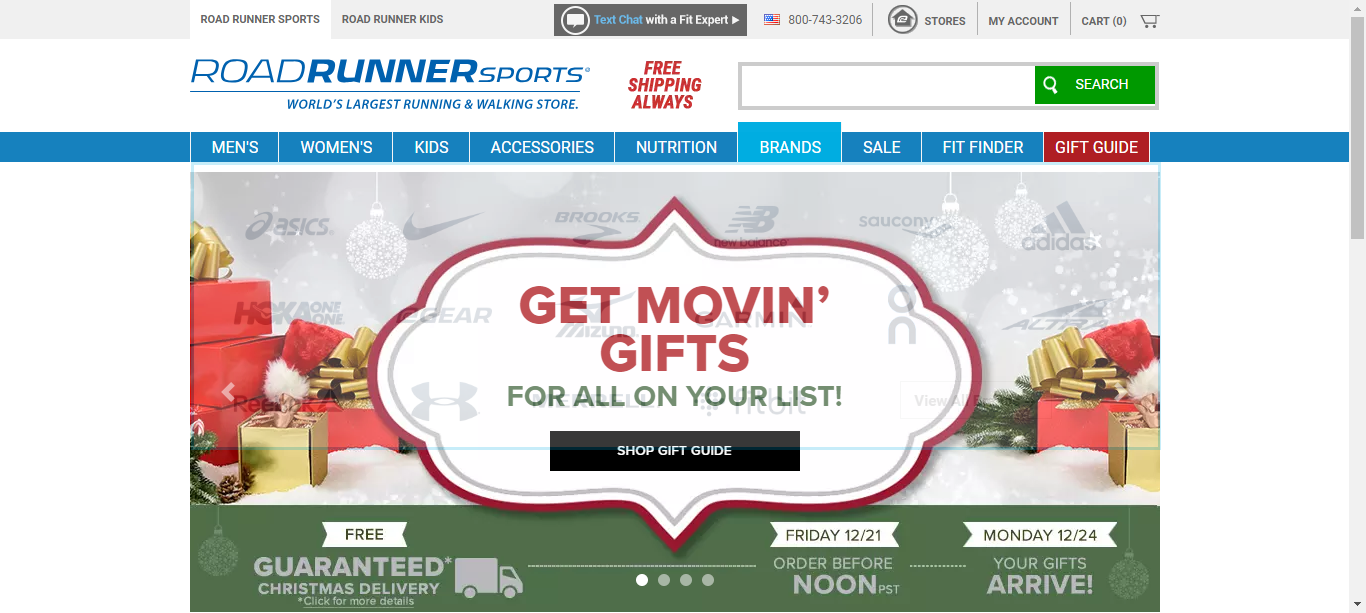 ROAD RUNNER SPORTS
ROAD RUNNER KIDS
Text Chat with a Fit Expert
800-743-3206
STORES
MY ACCOUNT
CART (0)
ROADRUNNERSPORTS®
WORLD'S LARGEST RUNNING & WALKING STORE.
FREE
SHIPPING
ALWAYS
SEARCH
MEN'S
WOMEN'S
KIDS
ACCESSORIES
NUTRITION
BRANDS
SALE
FIT FINDER
GIFT GUIDE
asics
BROOKS
new balance
saucony
adidas
HOKA ONE ONE
GEAR
MIZUNO
GARMIN
On
ALTRA
GET MOVIN'
GIFTS
Reebok
MERRELL
fitbit
View All
FOR ALL ON YOUR LIST!
SHOP GIFT GUIDE
FREE
GUARANTEED*
CHRISTMAS DELIVERY
*Click for more details
FRIDAY 12/21
ORDER BEFORE
NOON PST
MONDAY 12/24
YOUR GIFTS
ARRIVE!